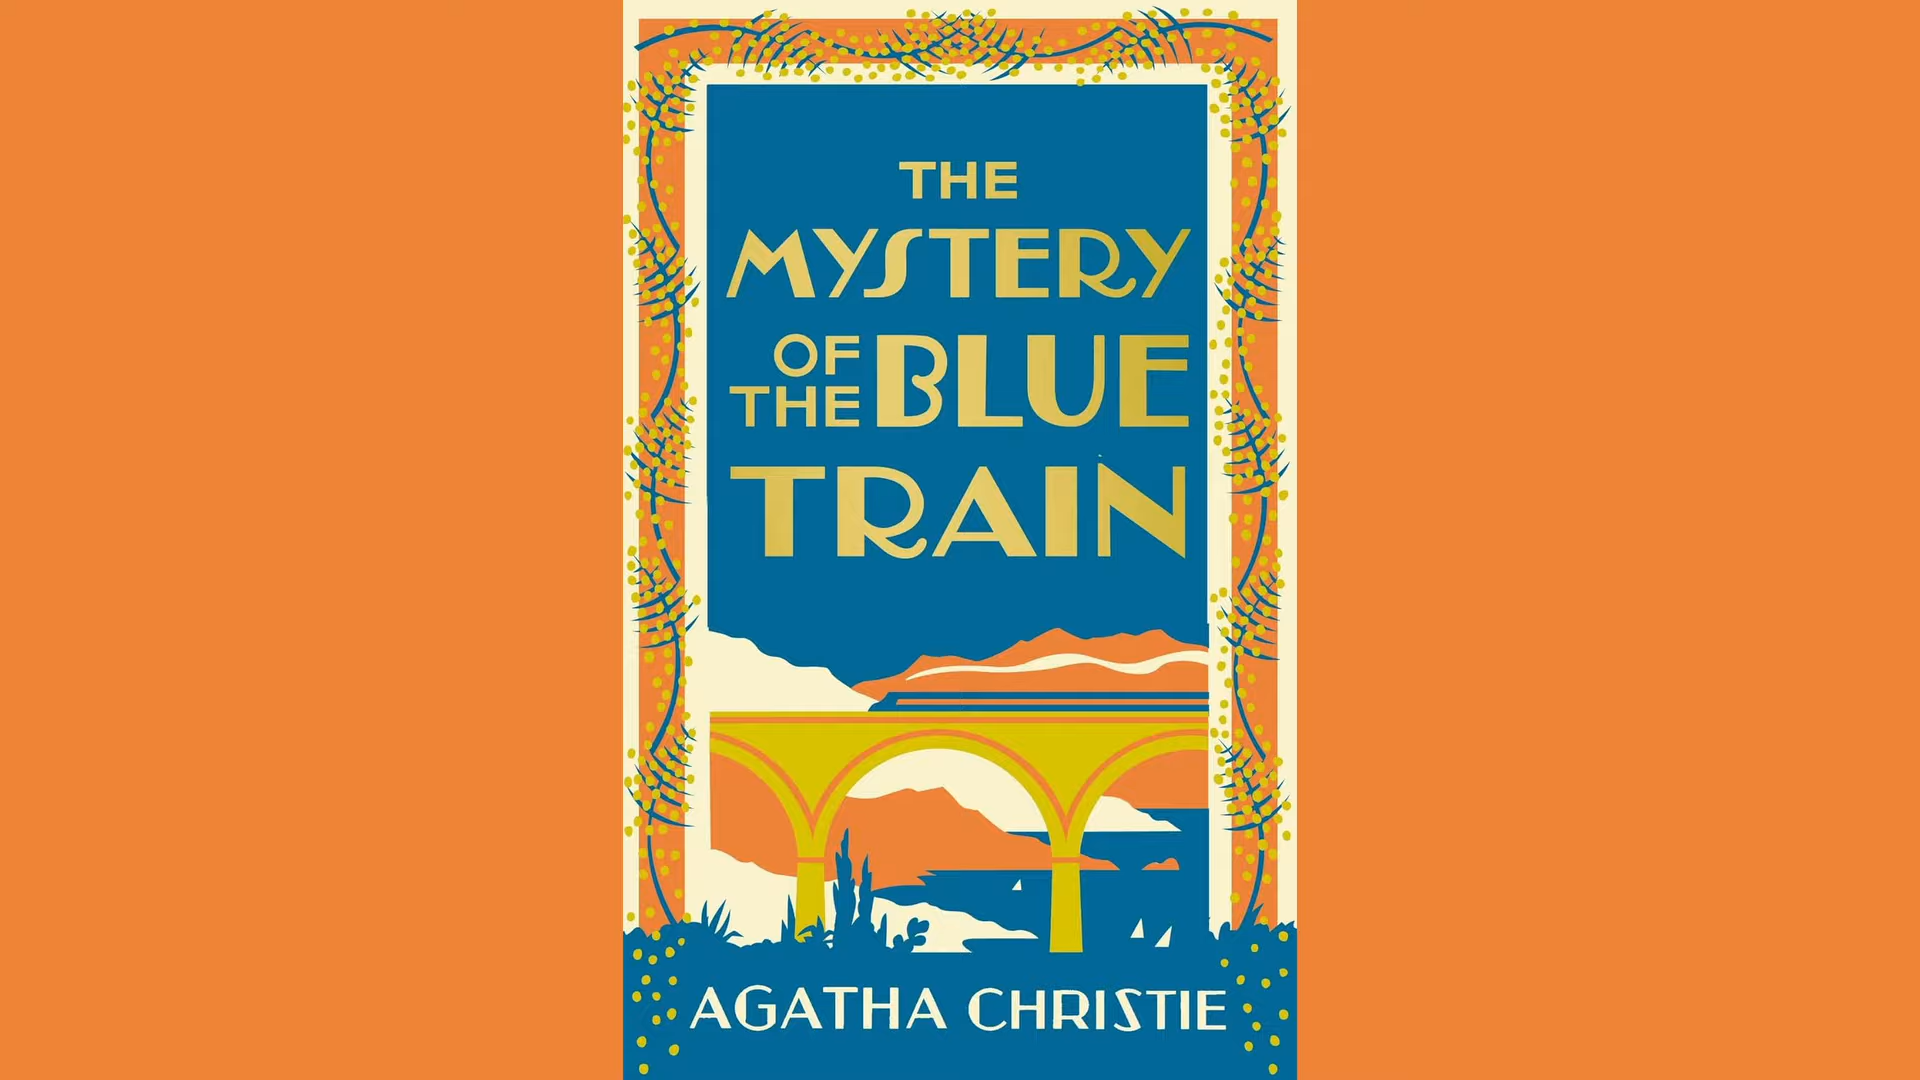 THE
MYSTERY
OF
THE BLUE
TRAIN
AGATHA CHRISTIE